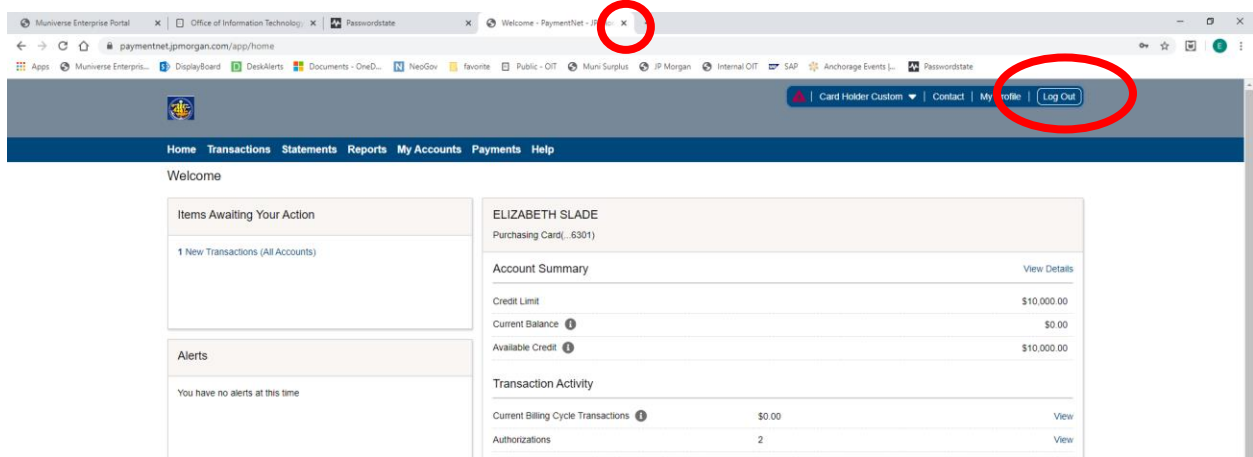 Muniverse Enterprise Portal Office of Information Technology Passwordstate Welcome - PaymentNet - JP
paymentnet.jpmorgan.com/app/home E
Apps Muniverse Enterpris... DisplayBoard DeskAlerts Documents - OneD... NeoGov favorite Public - OIT Muni Surplus JP Morgan Internal OIT SAP Anchorage Events |... Passwordstate
| Card Holder Custom | Contact | My Profile | Log Out
Home Transactions Statements Reports My Accounts Payments Help
Welcome
Items Awaiting Your Action
1 New Transactions (All Accounts)
Alerts
You have no alerts at this time
ELIZABETH SLADE
Purchasing Card(...6301)
Account Summary View Details
Credit Limit $10,000.00
Current Balance $0.00
Available Credit $10,000.00
Transaction Activity
Current Billing Cycle Transactions $0.00 View
Authorizations 2 View